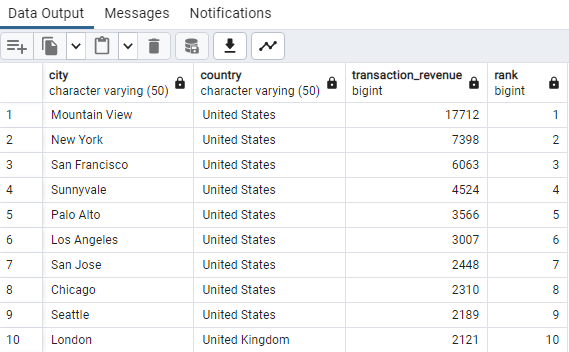 Data Output Messages Notifications
city country transaction_revenue rank
character varying (50) character varying (50) bigint bigint
1 Mountain View United States 17712 1
2 New York United States 7398 2
3 San Francisco United States 6063 3
4 Sunnyvale United States 4524 4
5 Palo Alto United States 3566 5
6 Los Angeles United States 3007 6
7 San Jose United States 2448 7
8 Chicago United States 2310 8
9 Seattle United States 2189 9
10 London United Kingdom 2121 10